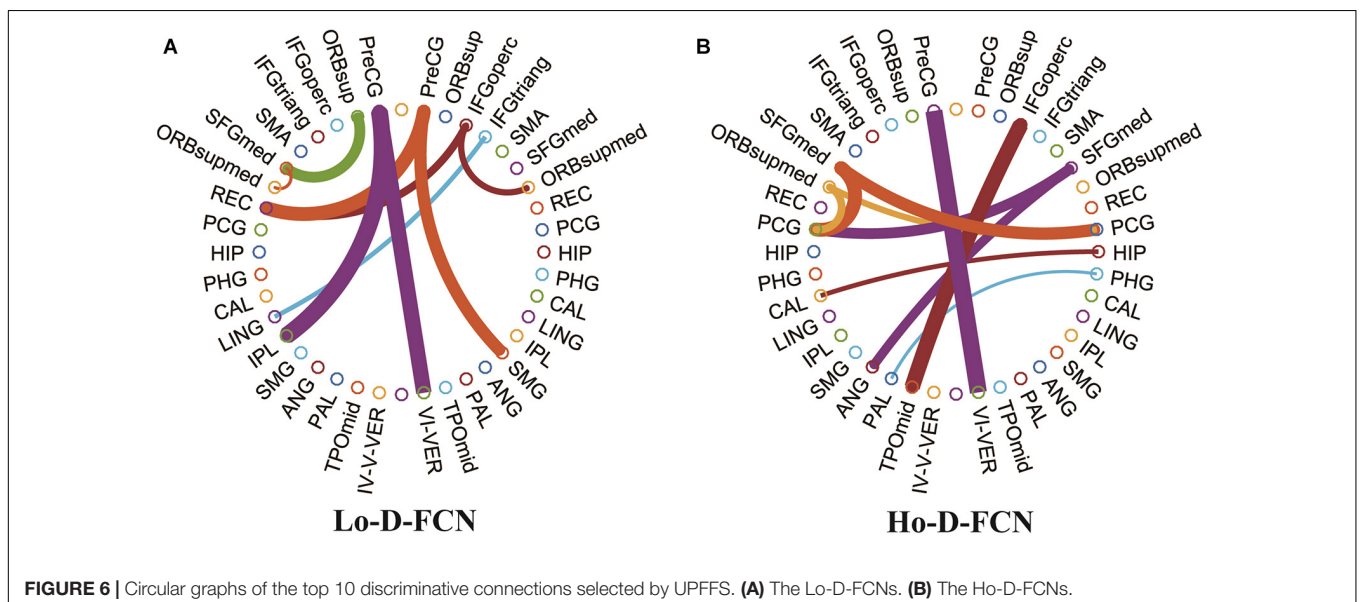 A
PreCG
ORBsup
IFGoperc
IFGtriang
SMA
SFGmed
ORBsupmed
REC
PCG
HIP
PHG
CAL
LING
IPL
SMG
ANG
PAL
TPOmid
IV-V-VER
PreCG
ORBsup
IFGoperc
IFGtriang
SMA
SFGmed
ORBsupmed
REC
PCG
HIP
PHG
CAL
LING
IPL
SMG
ANG
PAL
TPOmid
VI-VER
Lo-D-FCN
B
PreCG
ORBsup
IFGoperc
IFGtriang
SMA
SFGmed
ORBsupmed
REC
PCG
HIP
PHG
CAL
LING
IPL
SMG
ANG
PAL
TPOmid
IV-V-VER
PreCG
ORBsup
IFGoperc
IFGtriang
SMA
SFGmed
ORBsupmed
REC
PCG
HIP
PHG
CAL
LING
IPL
SMG
ANG
PAL
TPOmid
VI-VER
Ho-D-FCN
FIGURE 6 | Circular graphs of the top 10 discriminative connections selected by UPFFS. (A) The Lo-D-FCNs. (B) The Ho-D-FCNs.